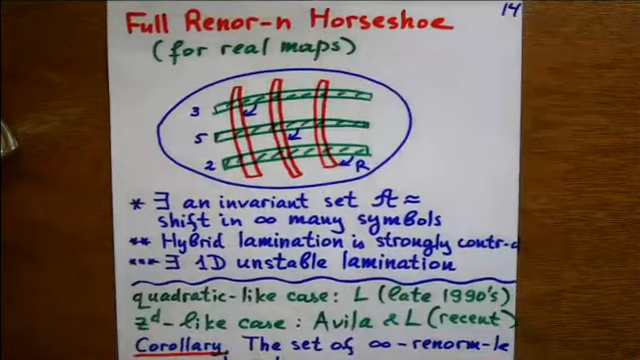 14
Full Renor-n Horseshoe
(for real maps)
3
5
2
R
* ∃ an invariant set 𝒜 ≈
shift in ∞ many symbols
** Hybrid lamination is strongly contr-d
*** ∃ 1D unstable lamination
quadratic-like case: L (late 1990's)
z^d-like case: Avila & L (recent)
Corollary. The set of ∞-renorm-le